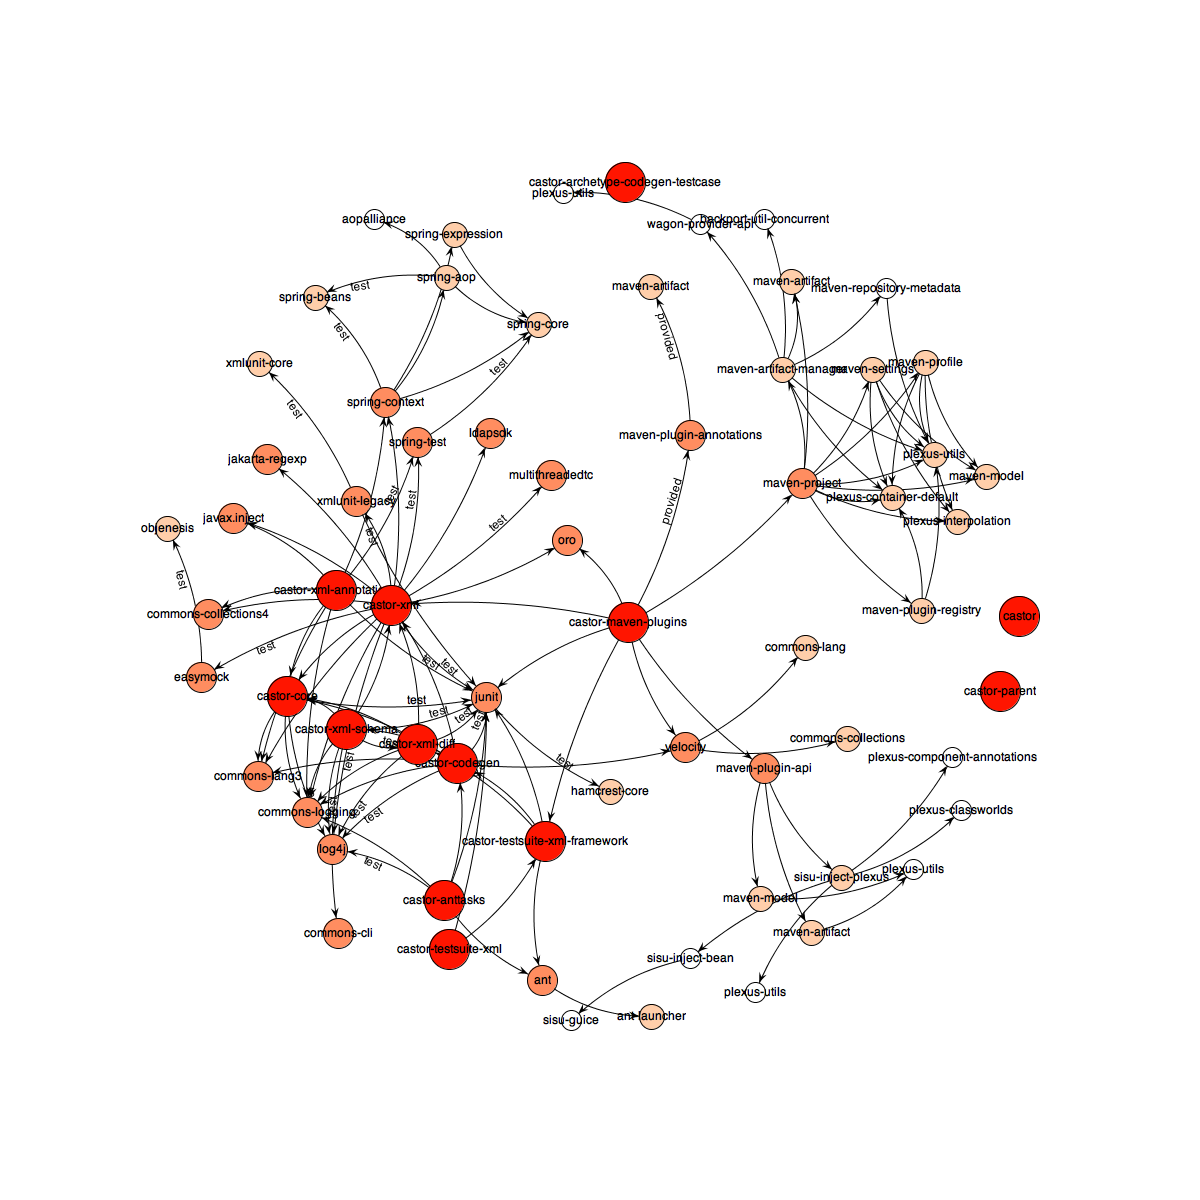 castor-archetype-codegen-testcase
plexus-utils
aopalliance
spring-expression
wagon-provider-api
backport-util-concurrent
spring-aop
test
spring-beans
maven-artifact
maven-artifact
maven-repository-metadata
test
spring-core
provided
xmlunit-core
test
maven-artifact-manager
maven-settings
maven-profile
test
spring-context
spring-test
ldapsdk
maven-plugin-annotations
plexus-utils
jakarta-regexp
multithreadedtc
maven-project
maven-model
provided
xmlunit-legacy
test
test
plexus-container-default
javax.inject
test
test
plexus-interpolation
objenesis
oro
test
castor-xml-annotati
castor-xml
commons-collections4
maven-plugin-registry
castor
castor-maven-plugins
test
commons-lang
test
test
easymock
castor-core
junit
castor-parent
test
test
test
test
castor-xml-schema
castor-xml-diff
commons-collections
velocity
plexus-component-annotations
test
castor-codegen
test
maven-plugin-api
commons-lang3
hamcrest-core
commons-logging
test
test
plexus-classworlds
castor-testsuite-xml-framework
log4j
test
plexus-utils
sisu-inject-plexus
castor-anttasks
maven-model
commons-cli
maven-artifact
castor-testsuite-xml
sisu-inject-bean
ant
plexus-utils
sisu-guice
ant-launcher